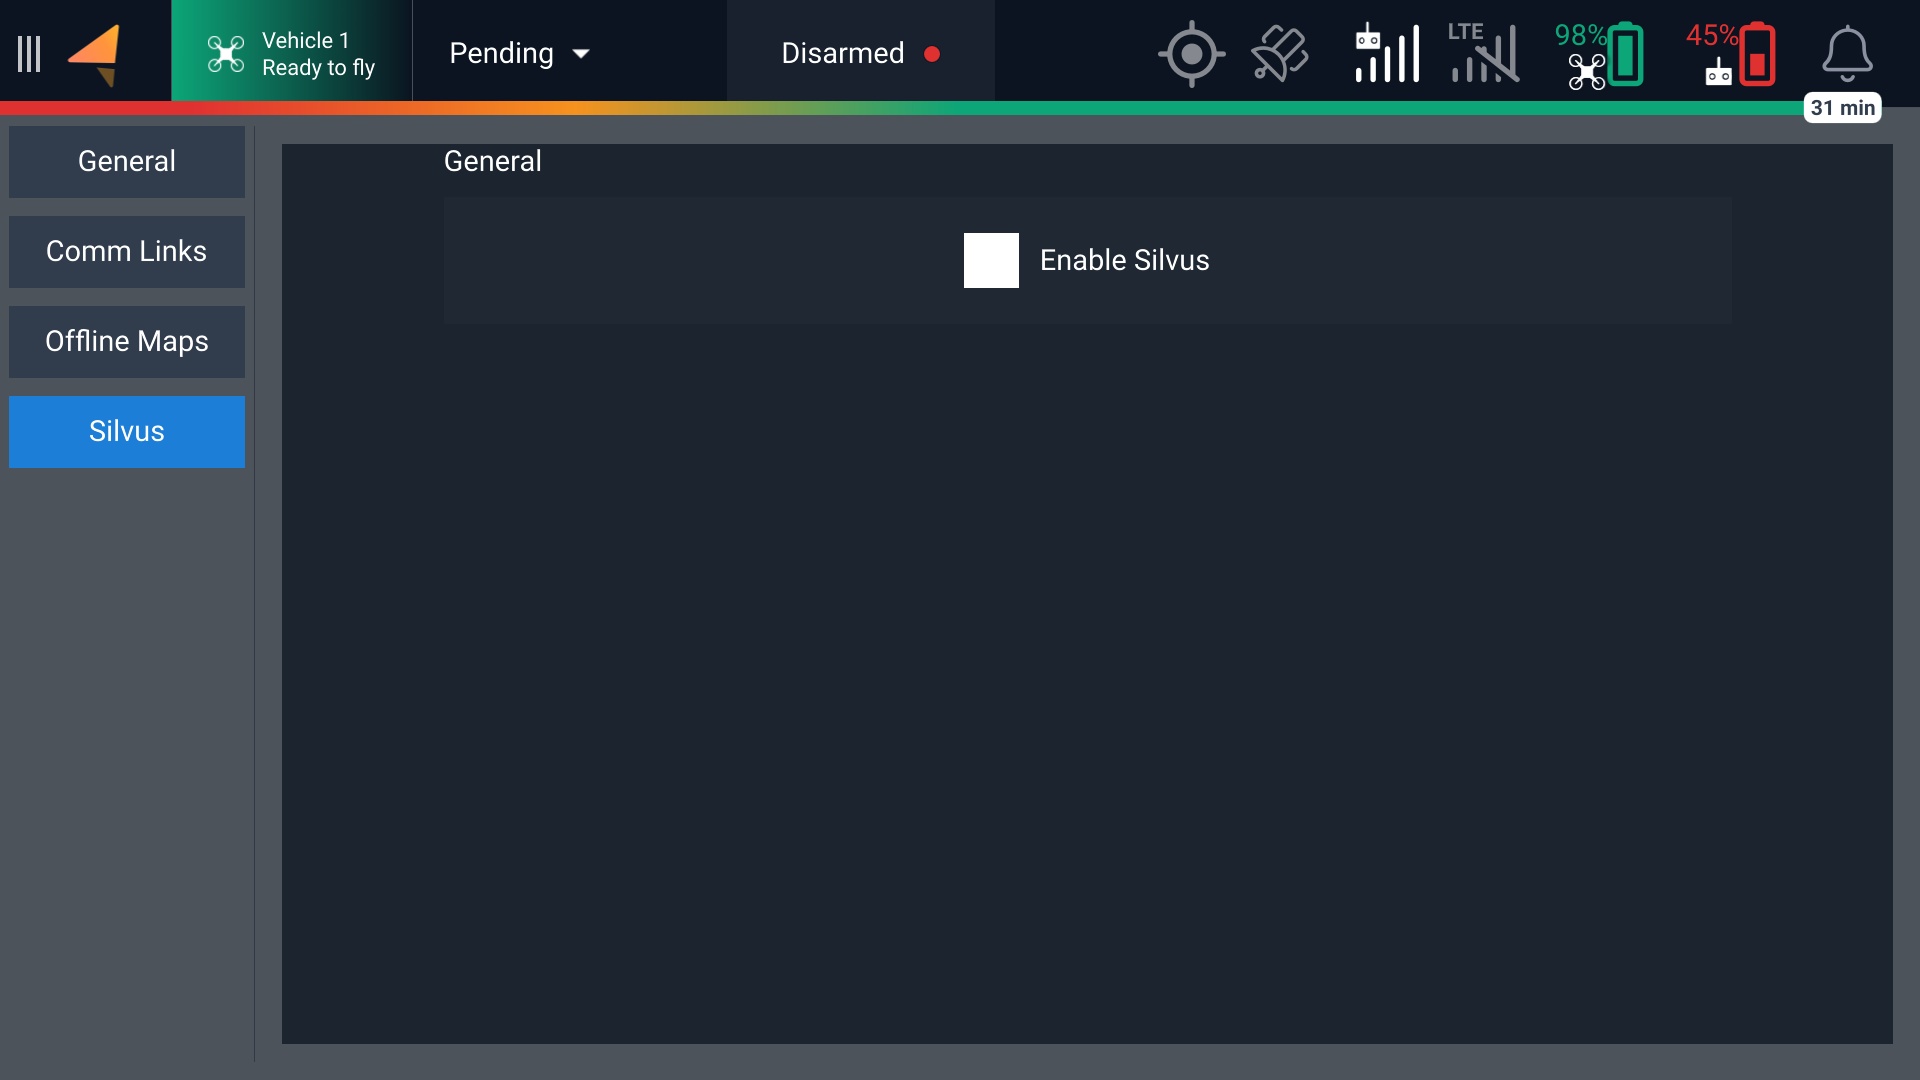 Vehicle 1
Ready to fly
Pending
Disarmed
LTE
98%
45%
31 min
General
Comm Links
Offline Maps
Silvus
General
Enable Silvus